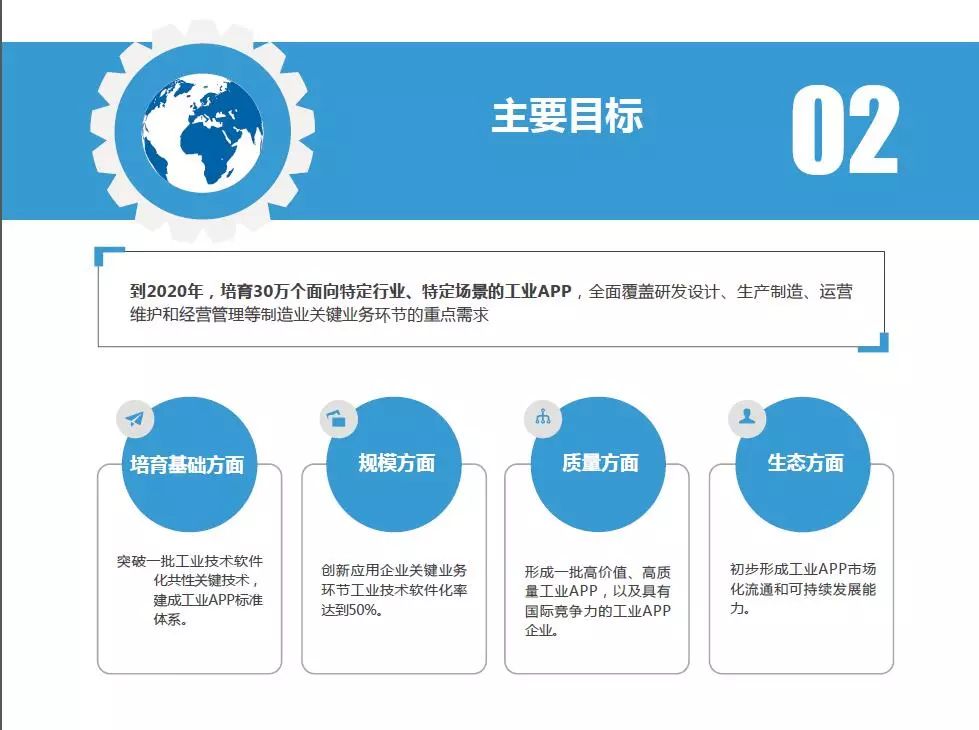 主要目标
02
到2020年，培育30万个面向特定行业、特定场景的工业APP，全面覆盖研发设计、生产制造、运营
维护和经营管理等制造业关键业务环节的重点需求
培育基础方面
突破一批工业技术软件
化共性关键技术，
建成工业APP标准
体系。
规模方面
创新应用企业关键业务
环节工业技术软件化率
达到50%。
质量方面
形成一批高价值、高质
量工业APP，以及具有
国际竞争力的工业APP
企业。
生态方面
初步形成工业APP市场
化流通和可持续发展能
力。